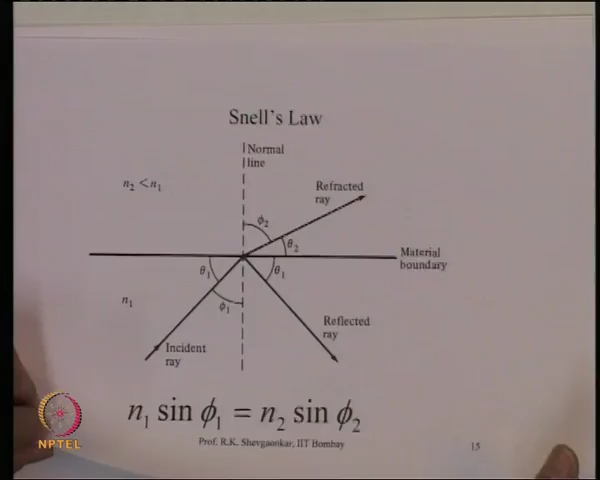 Snell's Law
Normal
line
n₂ < n₁
Refracted
ray
ϕ₂
θ₂
Material
boundary
θ₁
θ₁
n₁
ϕ₁
Reflected
ray
Incident
ray
n₁ sin ϕ₁ = n₂ sin ϕ₂
Prof. R.K. Shevgaonkar, IIT Bombay
15
NPTEL